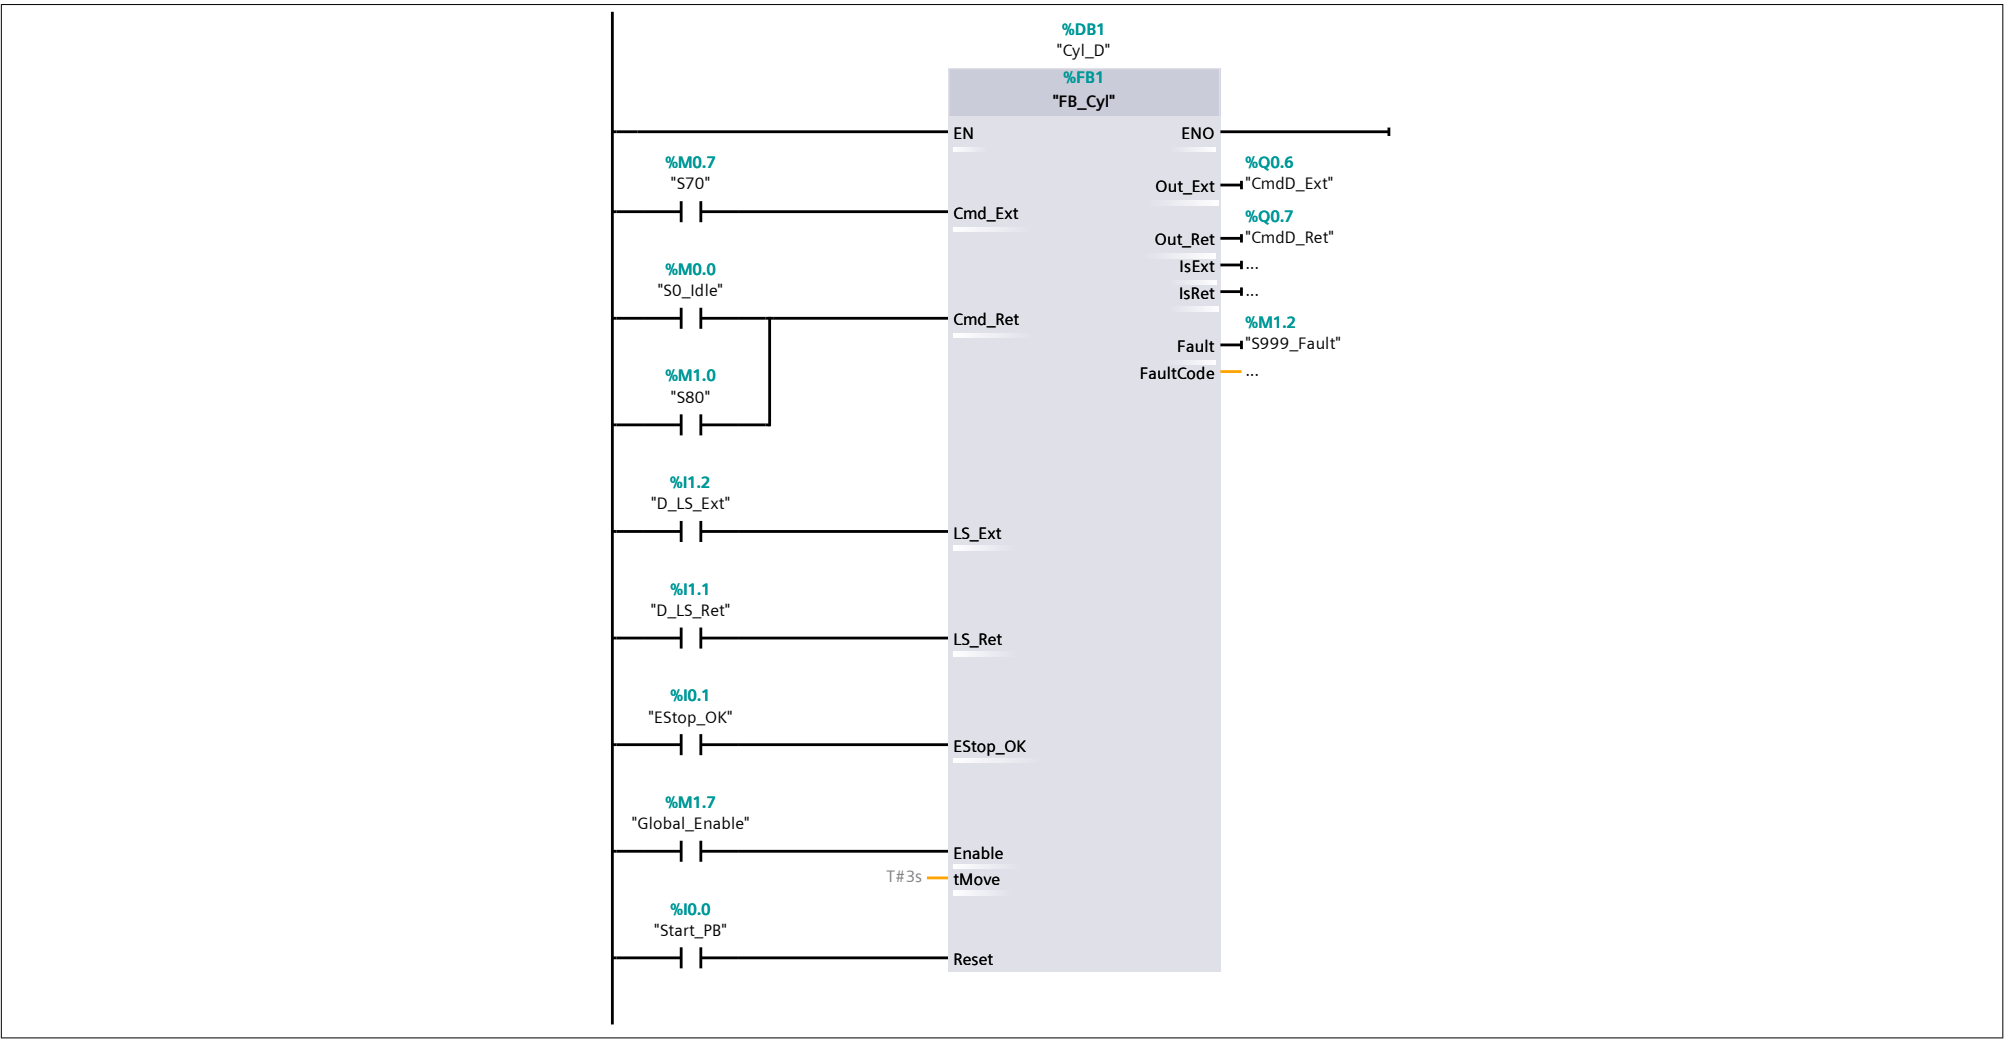 %DB1
"Cyl_D"
%FB1
"FB_Cyl"
EN
ENO
%M0.7
"S70"
Cmd_Ext
%Q0.6
Out_Ext
"CmdD_Ext"
%Q0.7
Out_Ret
"CmdD_Ret"
IsExt
...
%M0.0
"S0_Idle"
Cmd_Ret
IsRet
...
%M1.2
Fault
"S999_Fault"
%M1.0
"S80"
FaultCode
...
%I1.2
"D_LS_Ext"
LS_Ext
%I1.1
"D_LS_Ret"
LS_Ret
%I0.1
"EStop_OK"
EStop_OK
%M1.7
"Global_Enable"
Enable
T#3s
tMove
%I0.0
"Start_PB"
Reset